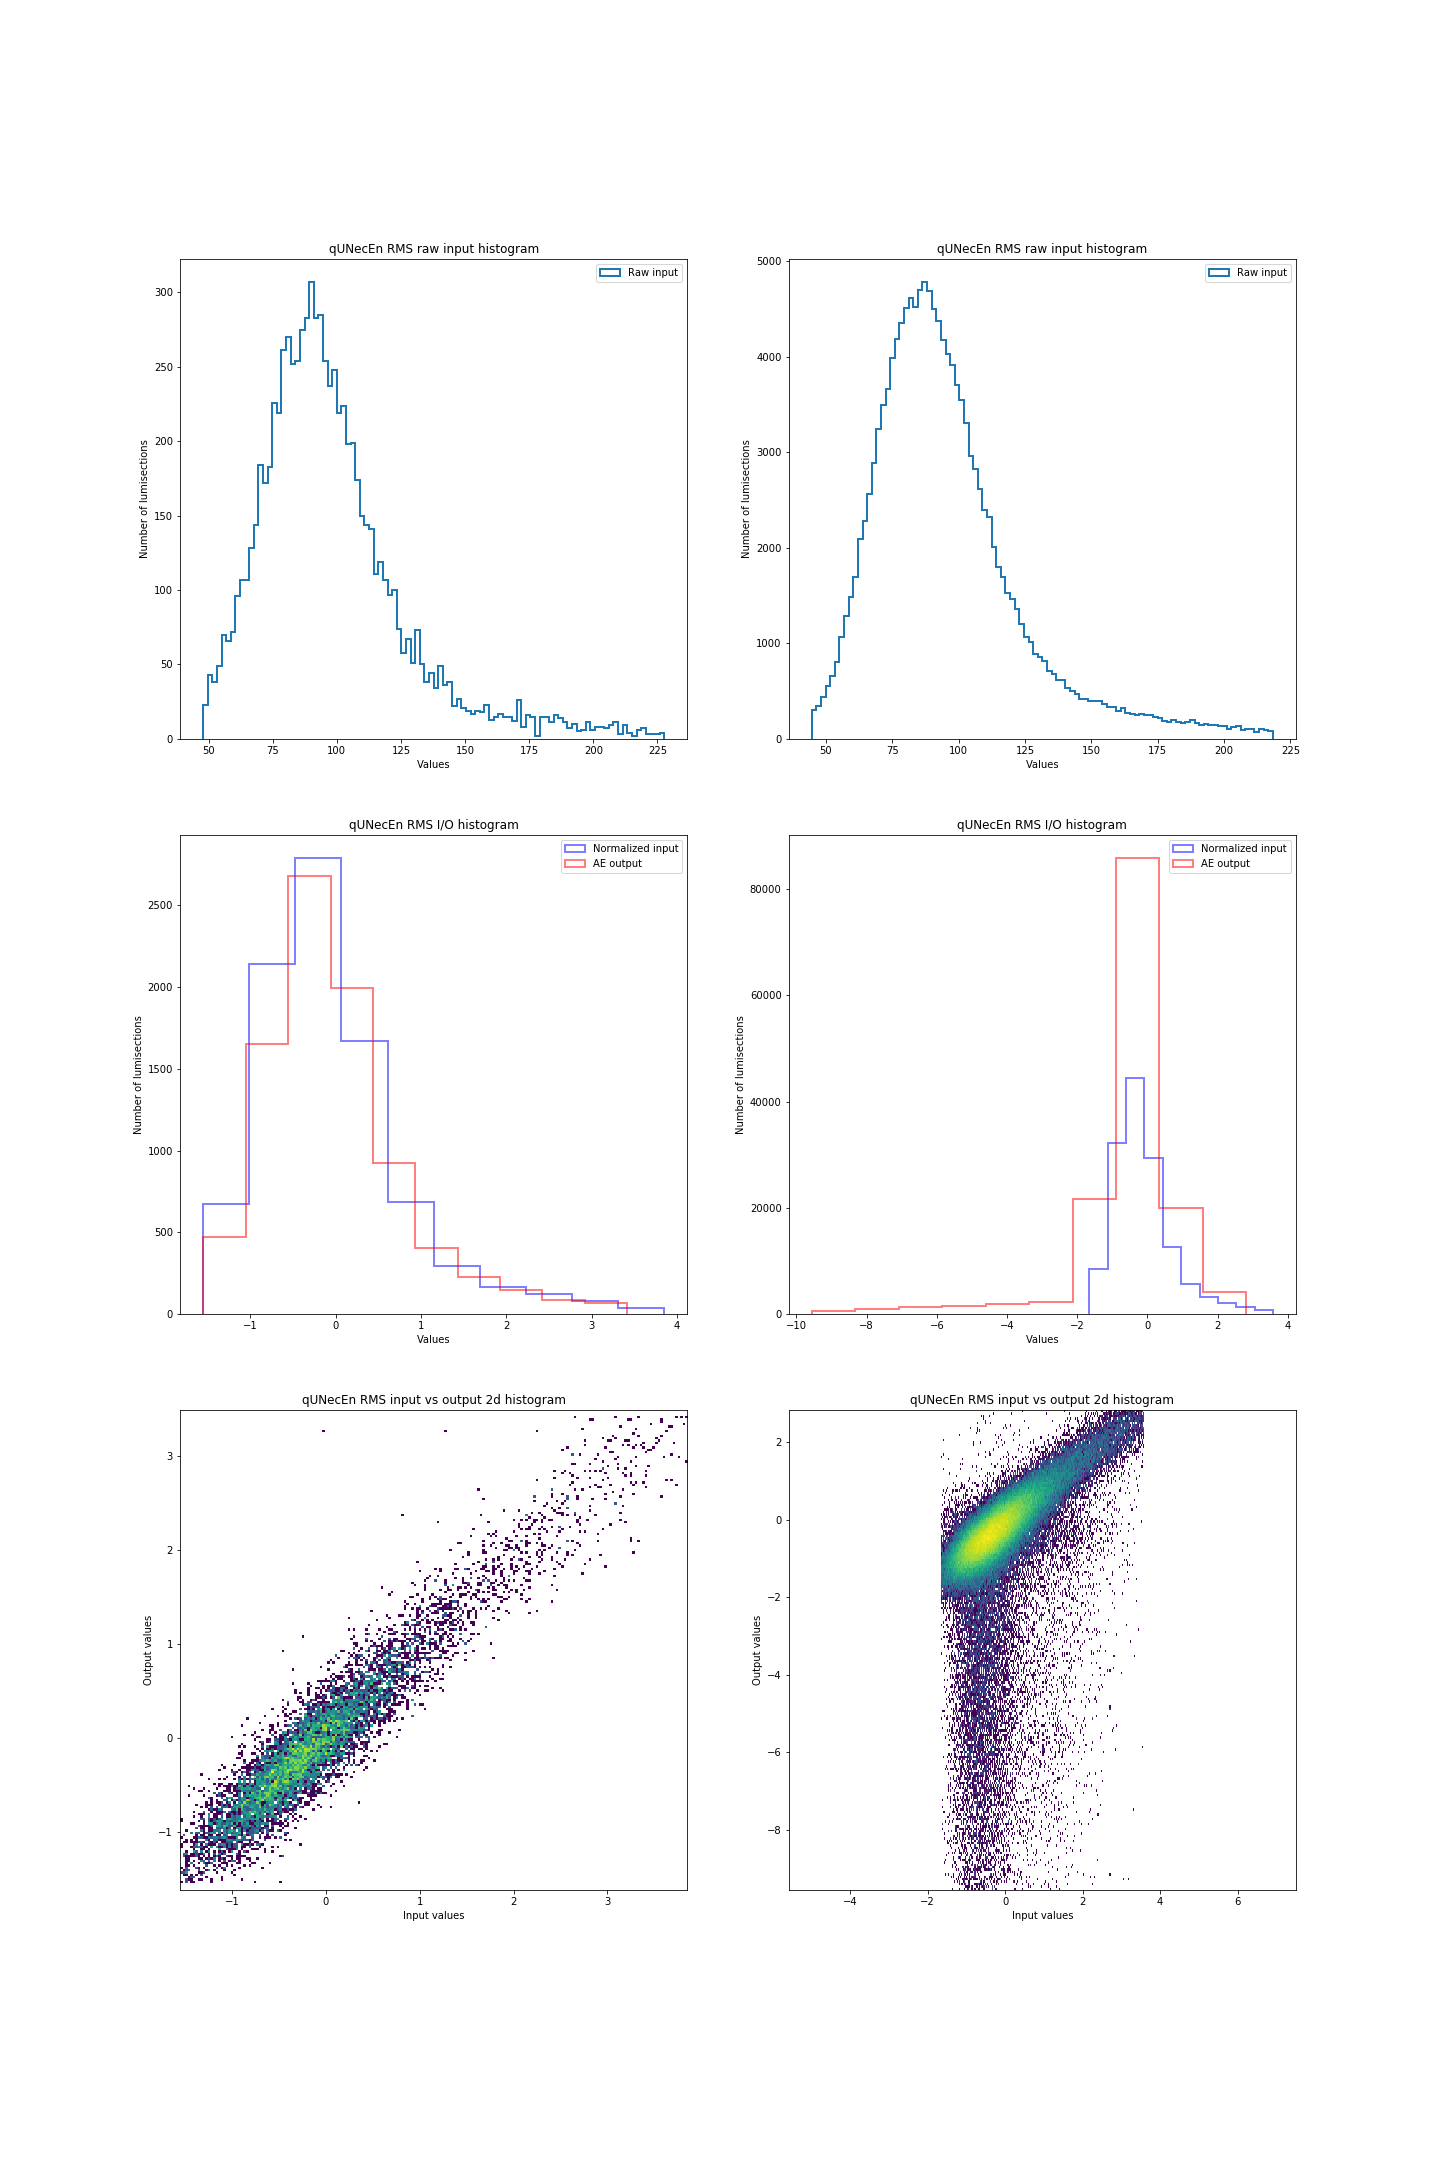 qUNecEn RMS raw input histogram
Raw input
300
250
200
150
100
50
0
Number of lumisections
50 75 100 125 150 175 200 225
Values
qUNecEn RMS raw input histogram
Raw input
5000
4000
3000
2000
1000
0
Number of lumisections
50 75 100 125 150 175 200 225
Values
qUNecEn RMS I/O histogram
Normalized input
AE output
2500
2000
1500
1000
500
0
Number of lumisections
−1 0 1 2 3 4
Values
qUNecEn RMS I/O histogram
Normalized input
AE output
80000
60000
40000
20000
0
Number of lumisections
−10 −8 −6 −4 −2 0 2 4
Values
qUNecEn RMS input vs output 2d histogram
3
2
1
0
−1
Output values
−1 0 1 2 3
Input values
qUNecEn RMS input vs output 2d histogram
2
0
−2
−4
−6
−8
Output values
−4 −2 0 2 4 6
Input values